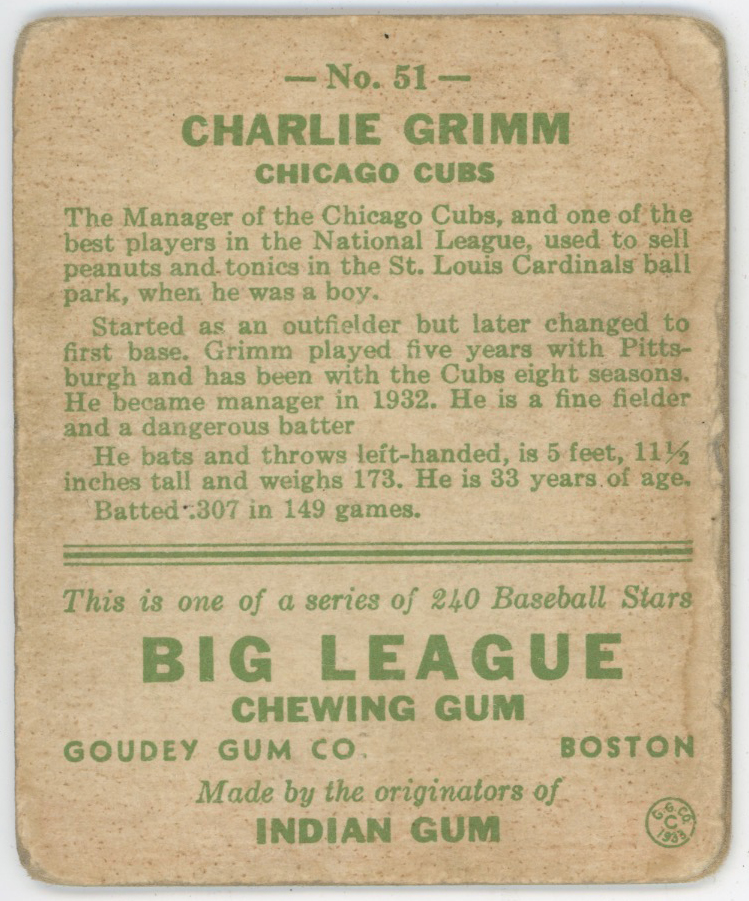 — No. 51 —
CHARLIE GRIMM
CHICAGO CUBS
The Manager of the Chicago Cubs, and one of the
best players in the National League, used to sell
peanuts and tonics in the St. Louis Cardinals ball
park, when he was a boy.
Started as an outfielder but later changed to
first base. Grimm played five years with Pitts-
burgh and has been with the Cubs eight seasons.
He became manager in 1932. He is a fine fielder
and a dangerous batter
He bats and throws left-handed, is 5 feet, 11½
inches tall and weighs 173. He is 33 years of age.
Batted .307 in 149 games.
This is one of a series of 240 Baseball Stars
BIG LEAGUE
CHEWING GUM
GOUDEY GUM CO. BOSTON
Made by the originators of
INDIAN GUM
G.G.CO.
C
1933